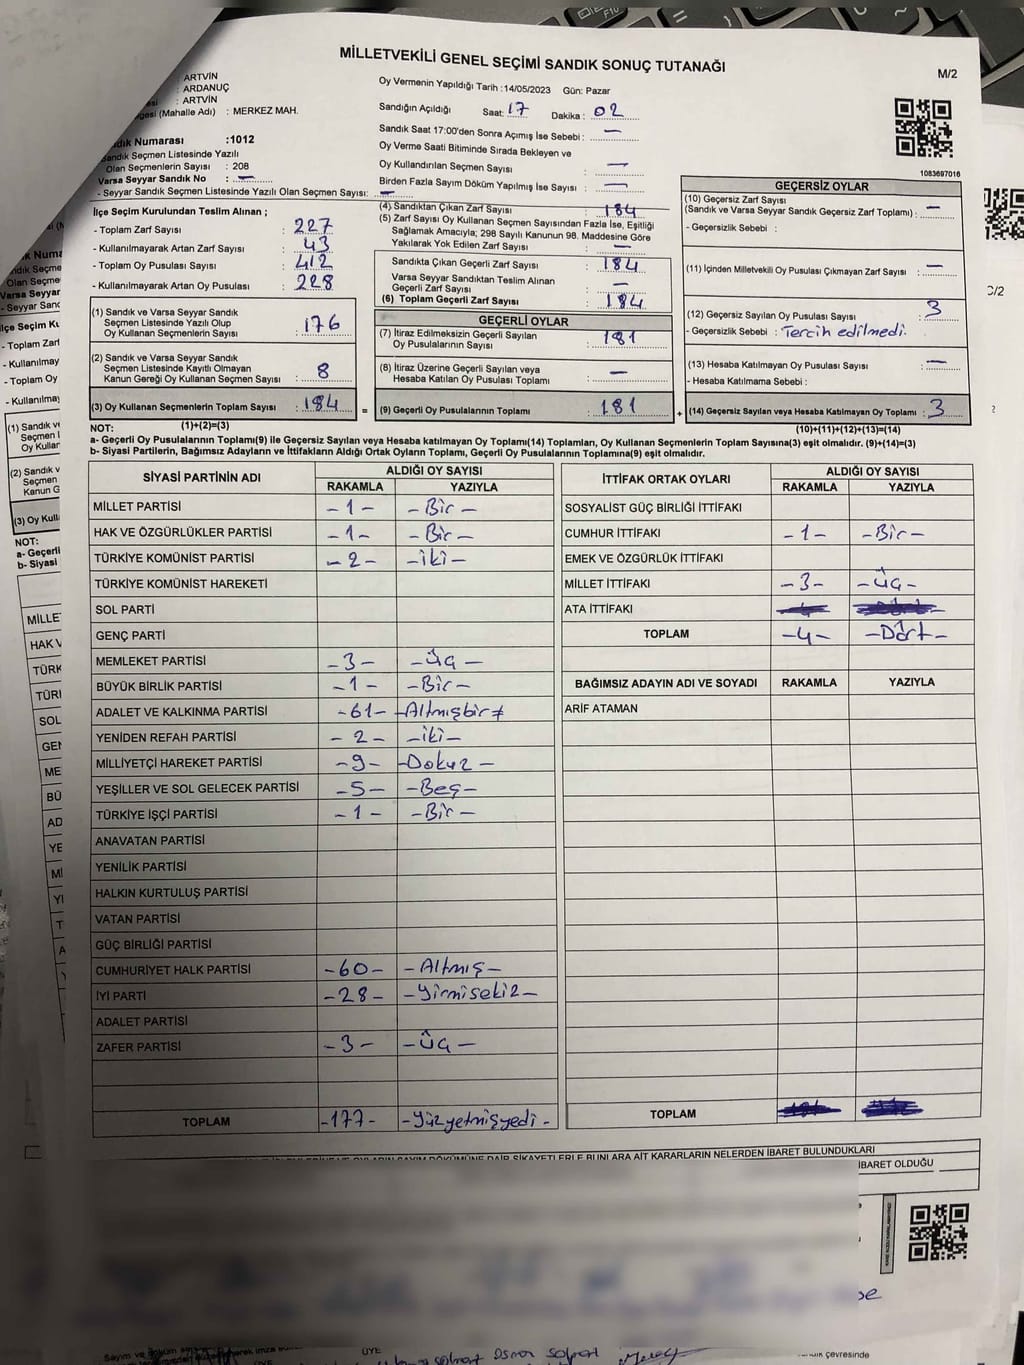 MİLLETVEKİLİ GENEL SEÇİMİ SANDIK SONUÇ TUTANAĞI
M/2
ARTVİN
: ARDANUÇ
: ARTVİN
(Mahalle Adı) : MERKEZ MAH.
Oy Vermenin Yapıldığı Tarih :14/05/2023 Gün: Pazar
Sandığın Açıldığı Saat: 17 Dakika : 02
Sandık Saat 17:00'den Sonra Açımış İse Sebebi : —
Oy Verme Saati Bitiminde Sırada Bekleyen ve
Oy Kullandırılan Seçmen Sayısı : —
Birden Fazla Sayım Döküm Yapılmış İse Sayısı : —
Numarası :1012
Sandık Seçmen Listesinde Yazılı
Olan Seçmenlerin Sayısı : 208
Varsa Seyyar Sandık No : —
- Seyyar Sandık Seçmen Listesinde Yazılı Olan Seçmen Sayısı: —
1083697016
İlçe Seçim Kurulundan Teslim Alınan ;
- Toplam Zarf Sayısı : 227
- Kullanılmayarak Artan Zarf Sayısı : 43
- Toplam Oy Pusulası Sayısı : 412
- Kullanılmayarak Artan Oy Pusulası : 228
(1) Sandık ve Varsa Seyyar Sandık
Seçmen Listesinde Yazılı Olup
Oy Kullanan Seçmenlerin Sayısı : 176
(2) Sandık ve Varsa Seyyar Sandık
Seçmen Listesinde Kayıtlı Olmayan
Kanun Gereği Oy Kullanan Seçmen Sayısı : 8
(3) Oy Kullanan Seçmenlerin Toplam Sayısı : 184
(4) Sandıktan Çıkan Zarf Sayısı : 184
(5) Zarf Sayısı Oy Kullanan Seçmen Sayısından Fazla İse, Eşitliği
Sağlamak Amacıyla; 298 Sayılı Kanunun 98. Maddesine Göre
Yakılarak Yok Edilen Zarf Sayısı : —
Sandıkta Çıkan Geçerli Zarf Sayısı : 184
Varsa Seyyar Sandıktan Teslim Alınan
Geçerli Zarf Sayısı : —
(6) Toplam Geçerli Zarf Sayısı : 184
GEÇERLİ OYLAR
(7) İtiraz Edilmeksizin Geçerli Sayılan
Oy Pusulalarının Sayısı : 181
(8) İtiraz Üzerine Geçerli Sayılan veya
Hesaba Katılan Oy Pusulası Toplamı : —
= (9) Geçerli Oy Pusulalarının Toplamı : 181
GEÇERSİZ OYLAR
(10) Geçersiz Zarf Sayısı
(Sandık ve Varsa Seyyar Sandık Geçersiz Zarf Toplamı) : —
- Geçersizlik Sebebi :
(11) İçinden Milletvekili Oy Pusulası Çıkmayan Zarf Sayısı : —
(12) Geçersiz Sayılan Oy Pusulası Sayısı : 3
- Geçersizlik Sebebi : Tercih edilmedi.
(13) Hesaba Katılmayan Oy Pusulası Sayısı : —
- Hesaba Katılmama Sebebi :
+ (14) Geçersiz Sayılan veya Hesaba Katılmayan Oy Toplamı : 3
NOT: (1)+(2)=(3) (10)+(11)+(12)+(13)=(14)
a- Geçerli Oy Pusulalarının Toplamı(9) ile Geçersiz Sayılan veya Hesaba katılmayan Oy Toplamı(14) Toplamları, Oy Kullanan Seçmenlerin Toplam Sayısına(3) eşit olmalıdır. (9)+(14)=(3)
b- Siyasi Partilerin, Bağımsız Adayların ve İttifakların Aldığı Ortak Oyların Toplamı, Geçerli Oy Pusulalarının Toplamına(9) eşit olmalıdır.
SİYASİ PARTİNİN ADI ALDIĞI OY SAYISI
RAKAMLA YAZIYLA
MİLLET PARTİSİ -1- -Bir-
HAK VE ÖZGÜRLÜKLER PARTİSİ -1- -Bir-
TÜRKİYE KOMÜNİST PARTİSİ -2- -iki-
TÜRKİYE KOMÜNİST HAREKETİ
SOL PARTİ
GENÇ PARTİ
MEMLEKET PARTİSİ -3- -Üç-
BÜYÜK BİRLİK PARTİSİ -1- -Bir-
ADALET VE KALKINMA PARTİSİ -61- -Altmışbir-
YENİDEN REFAH PARTİSİ -2- -iki-
MİLLİYETÇİ HAREKET PARTİSİ -9- -Dokuz-
YEŞİLLER VE SOL GELECEK PARTİSİ -5- -Beş-
TÜRKİYE İŞÇİ PARTİSİ -1- -Bir-
ANAVATAN PARTİSİ
YENİLİK PARTİSİ
HALKIN KURTULUŞ PARTİSİ
VATAN PARTİSİ
GÜÇ BİRLİĞİ PARTİSİ
CUMHURİYET HALK PARTİSİ -60- -Altmış-
İYİ PARTİ -28- -Yirmisekiz-
ADALET PARTİSİ
ZAFER PARTİSİ -3- -Üç-
TOPLAM -177- -Yüzyetmişyedi-
İTTİFAK ORTAK OYLARI ALDIĞI OY SAYISI
RAKAMLA YAZIYLA
SOSYALİST GÜÇ BİRLİĞİ İTTİFAKI
CUMHUR İTTİFAKI -1- -Bir-
EMEK VE ÖZGÜRLÜK İTTİFAKI
MİLLET İTTİFAKI -3- -Üç-
ATA İTTİFAKI
TOPLAM -4- -Dört-
BAĞIMSIZ ADAYIN ADI VE SOYADI RAKAMLA YAZIYLA
ARİF ATAMAN
TOPLAM
DAİR ŞİKAYETLERLE BUNLARA AİT KARARLARIN NELERDEN İBARET BULUNDUKLARI
İBARET OLDUĞU
ÜYE
çevresinde